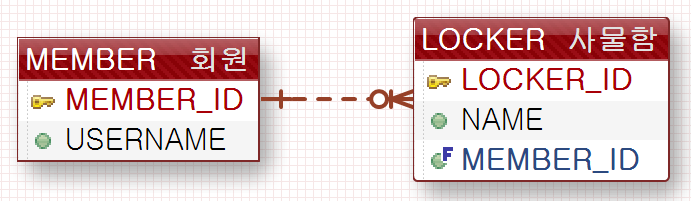 MEMBER 회원
MEMBER_ID
USERNAME
LOCKER 사물함
LOCKER_ID
NAME
F MEMBER_ID